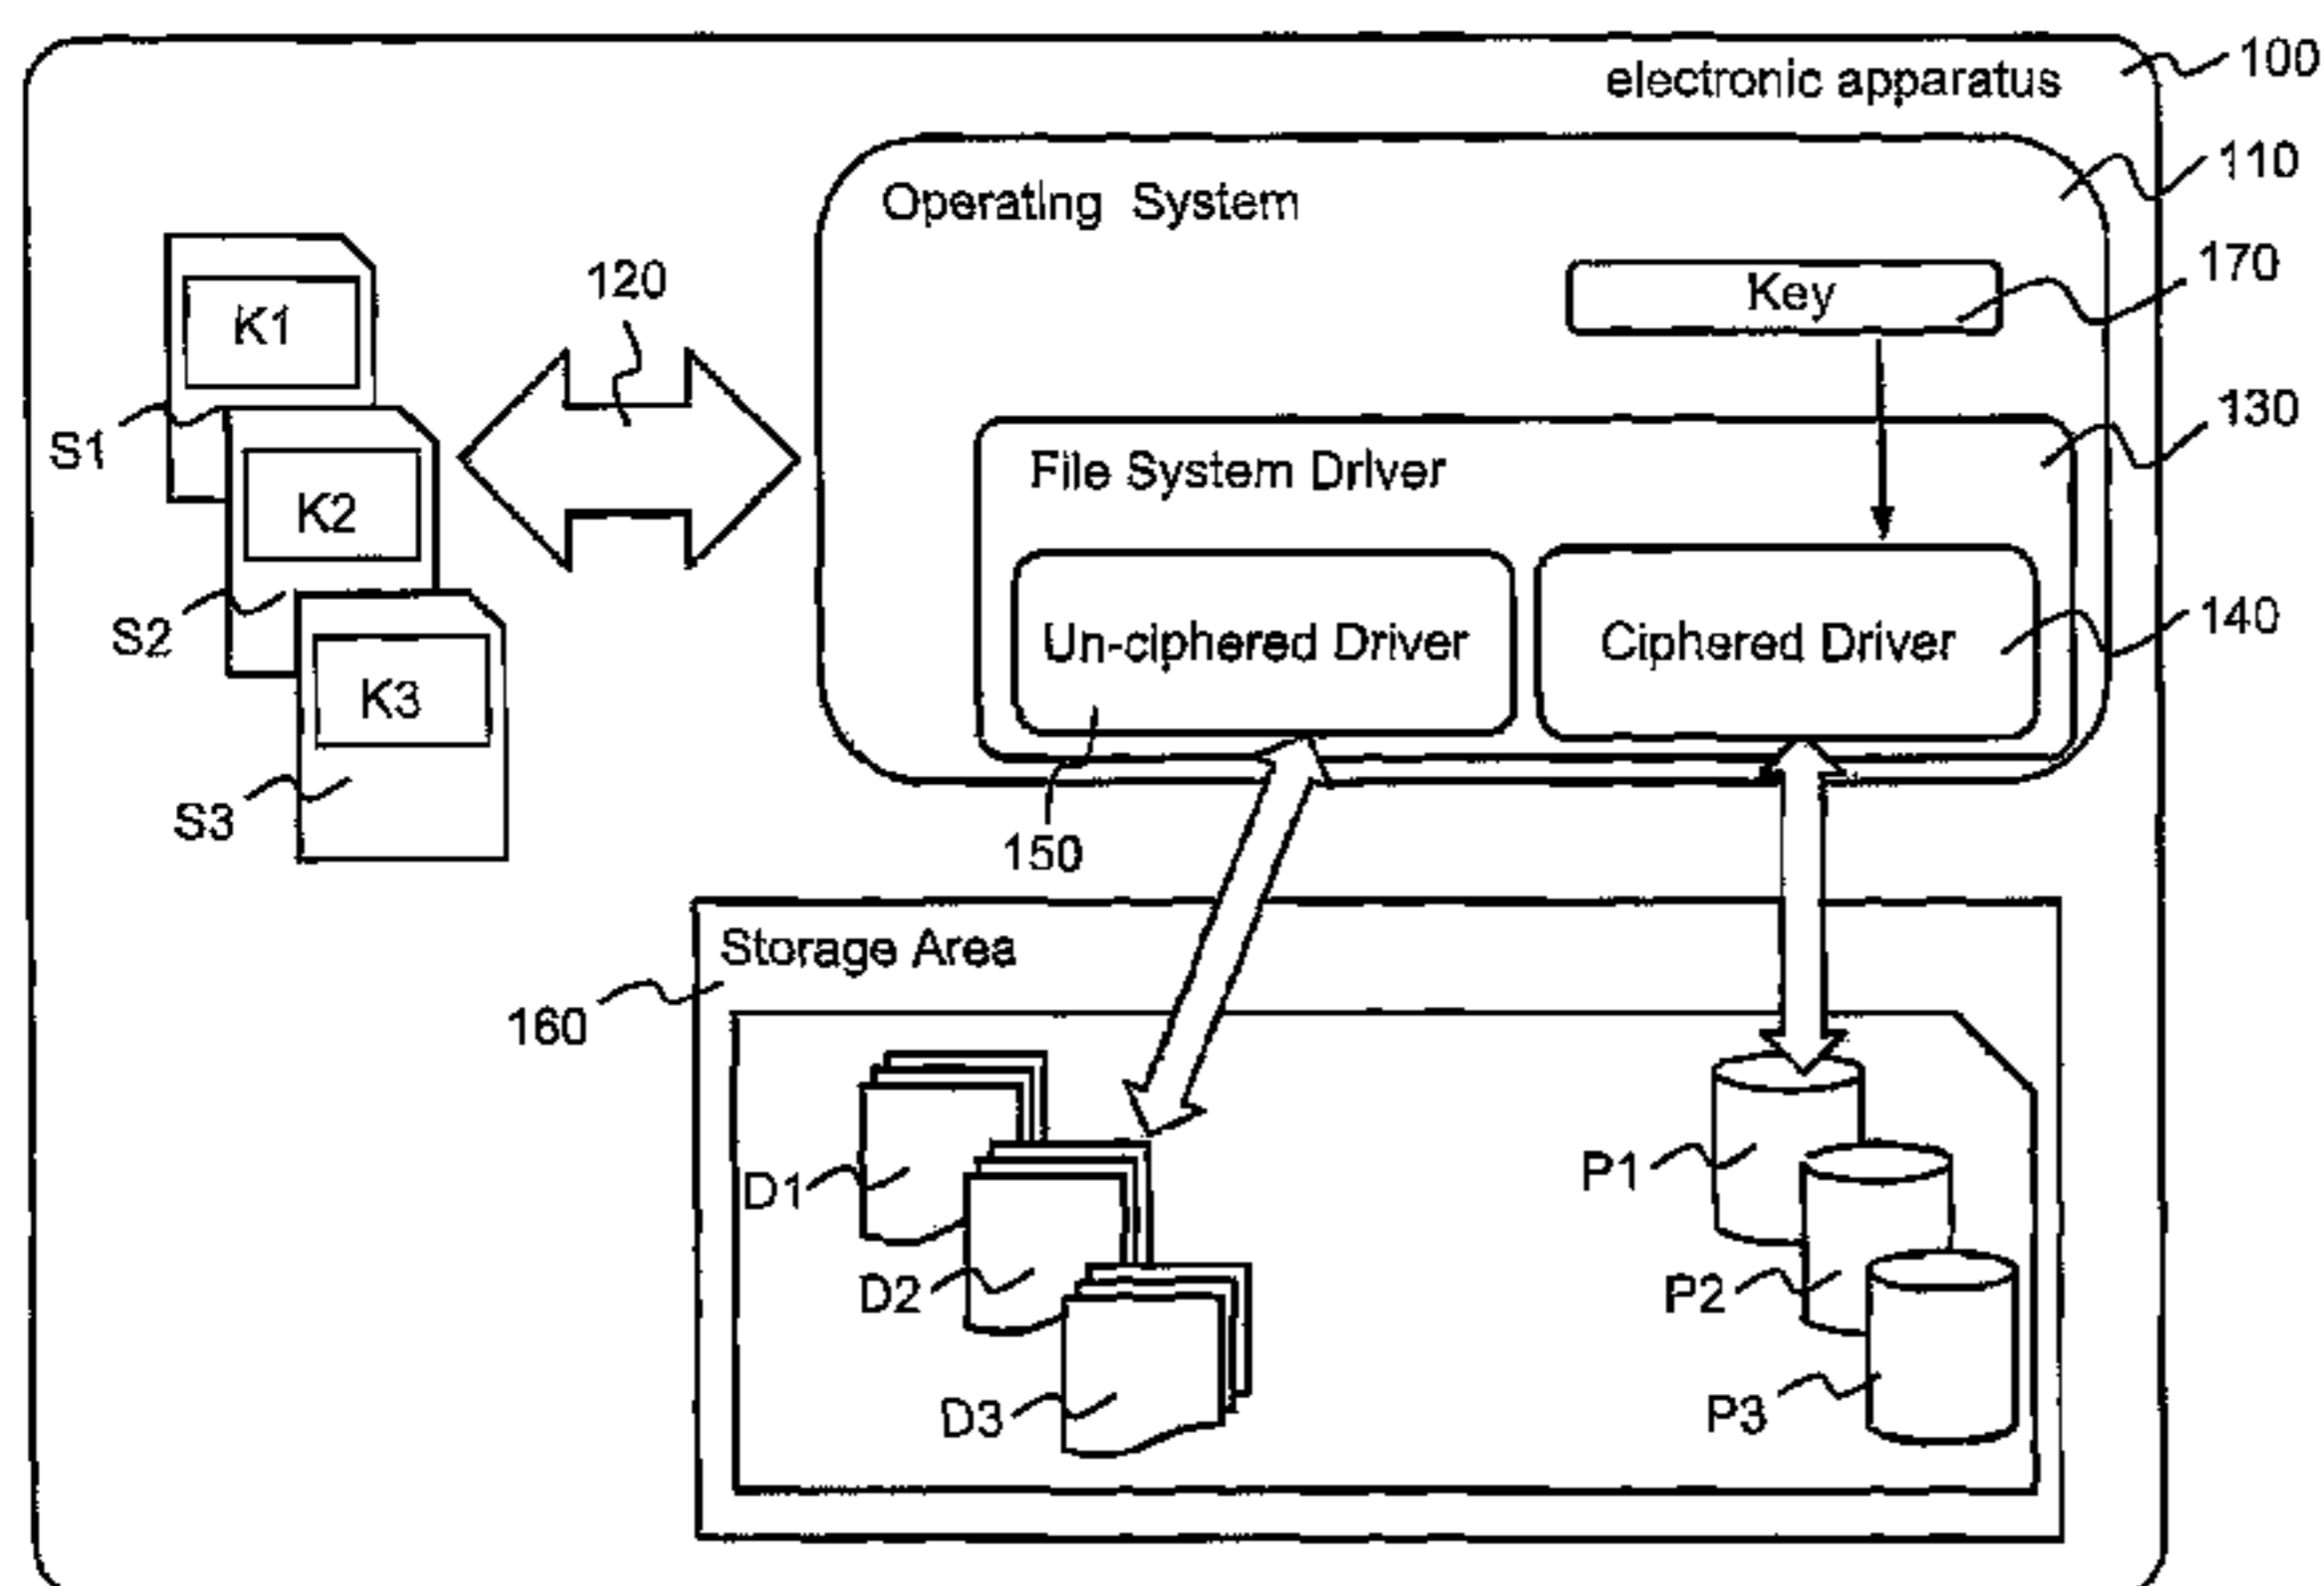 100
electronic apparatus
110
Operating System
170
Key
120
K1
130
File System Driver
S1
K2
140
Un-ciphered Driver
Ciphered Driver
S2
K3
S3
150
Storage Area
160
D1
P1
D2
P2
D3
P3